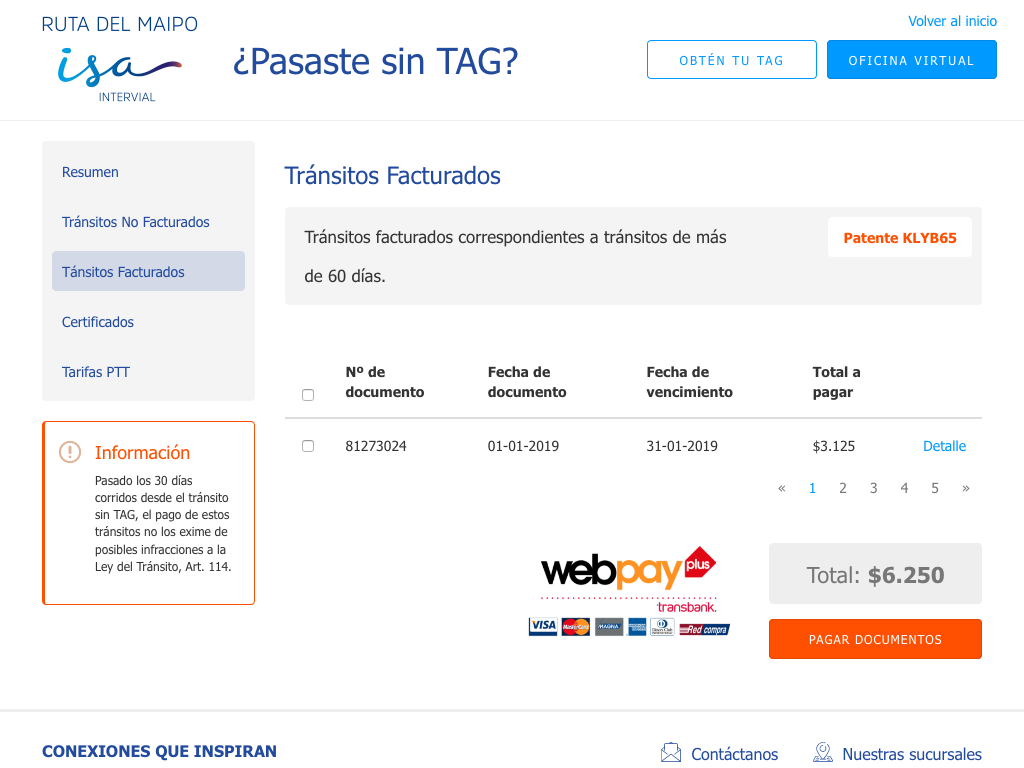 RUTA DEL MAIPO
isa
INTERVIAL
¿Pasaste sin TAG?
Volver al inicio
OBTÉN TU TAG
OFICINA VIRTUAL
Resumen
Tránsitos No Facturados
Tánsitos Facturados
Certificados
Tarifas PTT
Información
Pasado los 30 días
corridos desde el tránsito
sin TAG, el pago de estos
tránsitos no los exime de
posibles infracciones a la
Ley del Tránsito, Art. 114.
Tránsitos Facturados
Tránsitos facturados correspondientes a tránsitos de más
de 60 días.
Patente KLYB65
Nº de documento Fecha de documento Fecha de vencimiento Total a pagar
81273024 01-01-2019 31-01-2019 $3.125 Detalle
« 1 2 3 4 5 »
webpay plus
transbank.
VISA MasterCard MAGNA Red compra
Total: $6.250
PAGAR DOCUMENTOS
CONEXIONES QUE INSPIRAN
Contáctanos
Nuestras sucursales